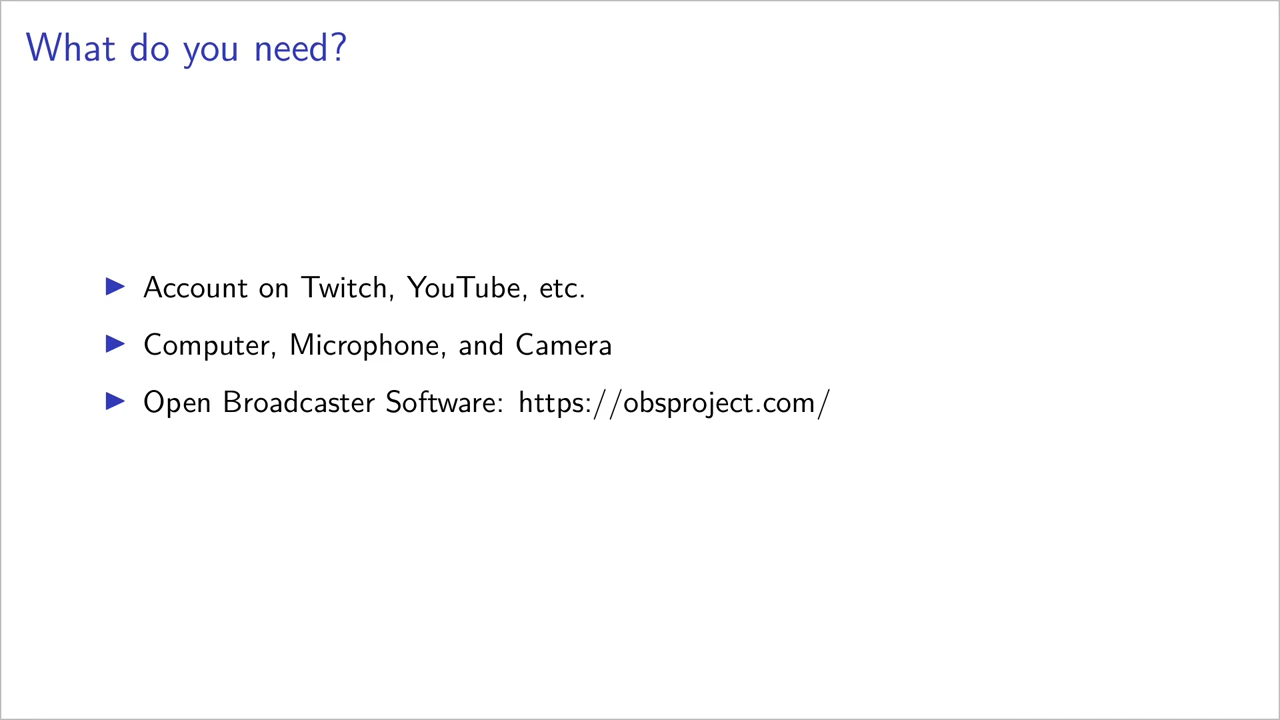 What do you need?
Account on Twitch, YouTube, etc.
Computer, Microphone, and Camera
Open Broadcaster Software: https://obsproject.com/